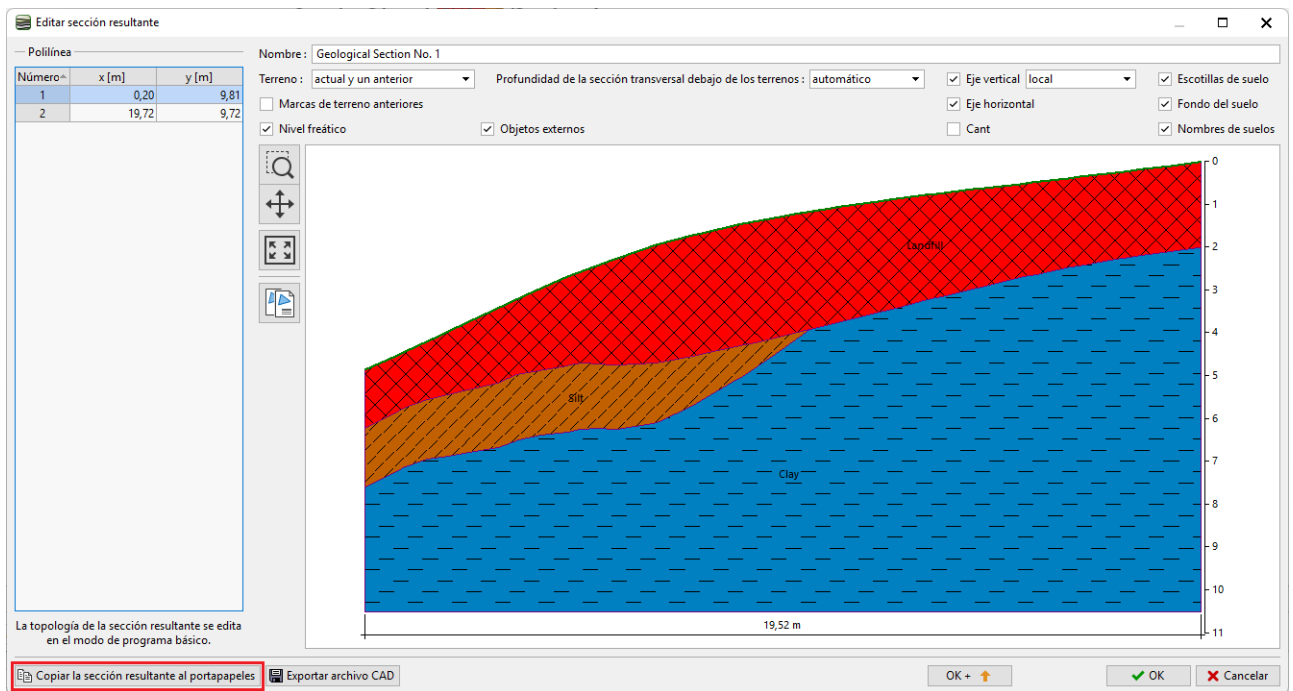 Editar sección resultante
Polilínea
Número x [m] y [m]
1 0,20 9,81
2 19,72 9,72
La topología de la sección resultante se edita
en el modo de programa básico.
Nombre : Geological Section No. 1
Terreno : actual y un anterior Profundidad de la sección transversal debajo de los terrenos : automático Eje vertical local Escotillas de suelo
Marcas de terreno anteriores Eje horizontal Fondo del suelo
Nivel freático Objetos externos Cant Nombres de suelos
0
1
Landfill
2
3
4
5
Silt
6
7
Clay
8
9
10
19,52 m
11
Copiar la sección resultante al portapapeles Exportar archivo CAD OK + OK Cancelar